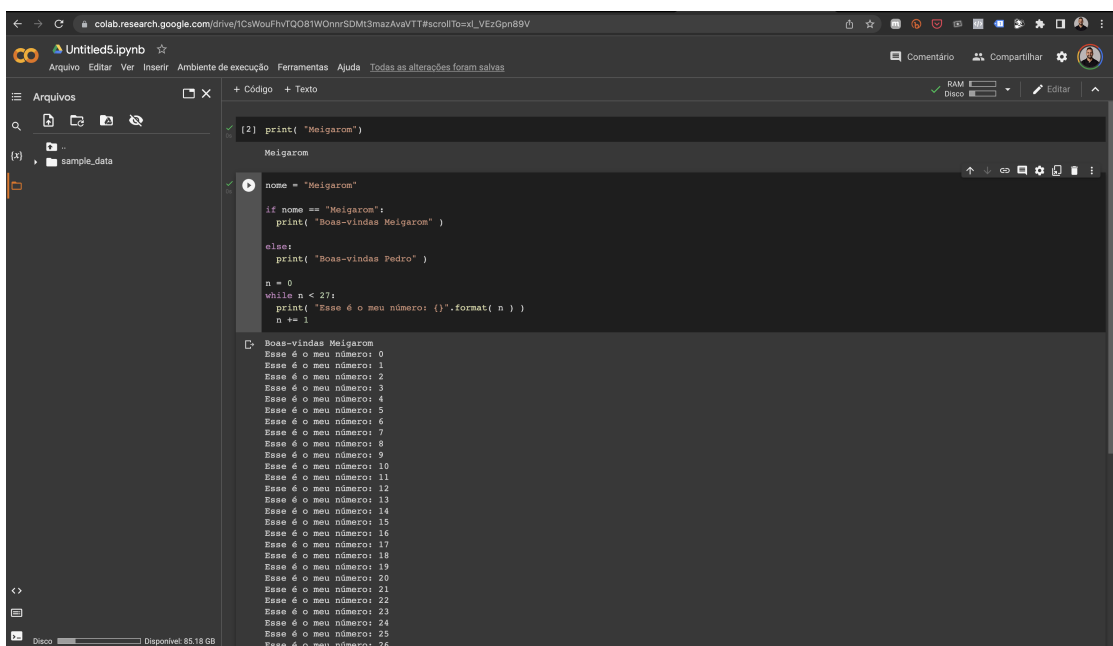 colab.research.google.com/drive/1CsWouFhvTQO81WOnnrSDMt3mazAvaVTT#scrollTo=xl_VEzGpn89V
CO
Untitled5.ipynb
Comentário Compartilhar
Arquivo Editar Ver Inserir Ambiente de execução Ferramentas Ajuda Todas as alterações foram salvas
Arquivos
+ Código + Texto
RAM
Disco
Editar
[2] print( "Meigarom")
0s
Meigarom
..
{x}
sample_data
0s
nome = "Meigarom"
if nome == "Meigarom":
print( "Boas-vindas Meigarom" )
else:
print( "Boas-vindas Pedro" )
n = 0
while n < 27:
print( "Esse é o meu número: {}".format( n ) )
n += 1
Boas-vindas Meigarom
Esse é o meu número: 0
Esse é o meu número: 1
Esse é o meu número: 2
Esse é o meu número: 3
Esse é o meu número: 4
Esse é o meu número: 5
Esse é o meu número: 6
Esse é o meu número: 7
Esse é o meu número: 8
Esse é o meu número: 9
Esse é o meu número: 10
Esse é o meu número: 11
Esse é o meu número: 12
Esse é o meu número: 13
Esse é o meu número: 14
Esse é o meu número: 15
Esse é o meu número: 16
Esse é o meu número: 17
Esse é o meu número: 18
Esse é o meu número: 19
Esse é o meu número: 20
Esse é o meu número: 21
Esse é o meu número: 22
Esse é o meu número: 23
Esse é o meu número: 24
Esse é o meu número: 25
Esse é o meu número: 26
Disco Disponível: 85.18 GB